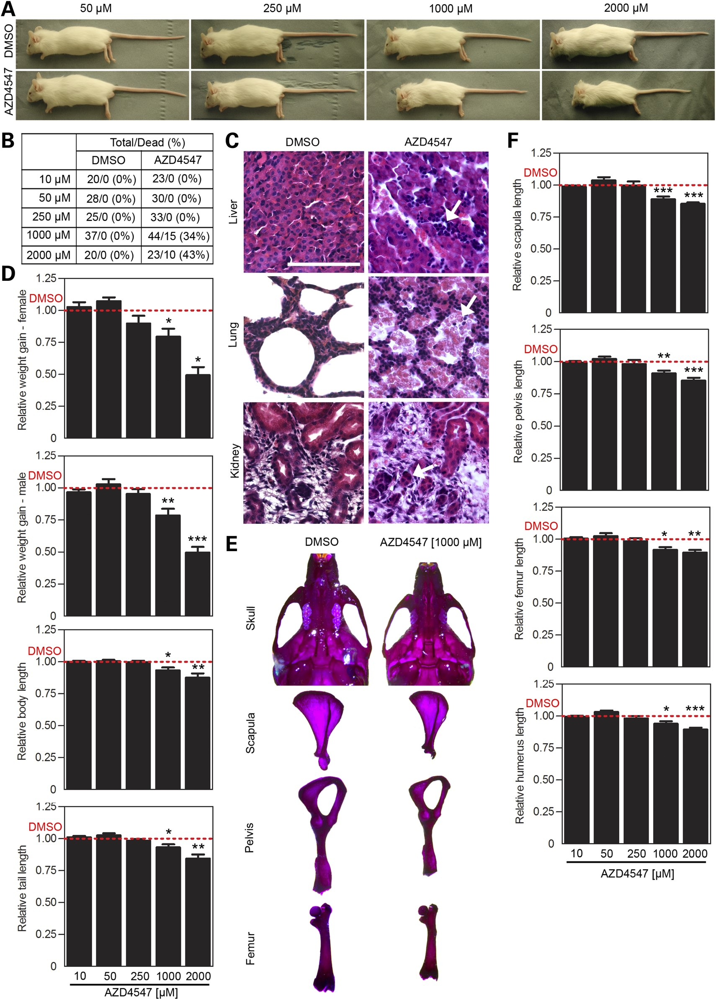 A
50 µM 250 µM 1000 µM 2000 µM
DMSO
AZD4547
B
Total/Dead (%)
DMSO AZD4547
10 µM 20/0 (0%) 23/0 (0%)
50 µM 28/0 (0%) 30/0 (0%)
250 µM 25/0 (0%) 33/0 (0%)
1000 µM 37/0 (0%) 44/15 (34%)
2000 µM 20/0 (0%) 23/10 (43%)
C
DMSO AZD4547
Liver
Lung
Kidney
D
Relative weight gain - female
1.25
DMSO
1.00
0.75
0.50
0.25
0
*
*
Relative weight gain - male
1.25
DMSO
1.00
0.75
0.50
0.25
0
**
***
Relative body length
1.25
DMSO
1.00
0.75
0.50
0.25
0
*
**
Relative tail length
1.25
DMSO
1.00
0.75
0.50
0.25
0
*
**
10 50 250 1000 2000
AZD4547 [µM]
E
DMSO AZD4547 [1000 µM]
Skull
Scapula
Pelvis
Femur
F
Relative scapula length
1.25
DMSO
1.00
0.75
0.50
0.25
0
***
***
Relative pelvis length
1.25
DMSO
1.00
0.75
0.50
0.25
0
**
***
Relative femur length
1.25
DMSO
1.00
0.75
0.50
0.25
0
*
**
Relative humerus length
1.25
DMSO
1.00
0.75
0.50
0.25
0
*
***
10 50 250 1000 2000
AZD4547 [µM]